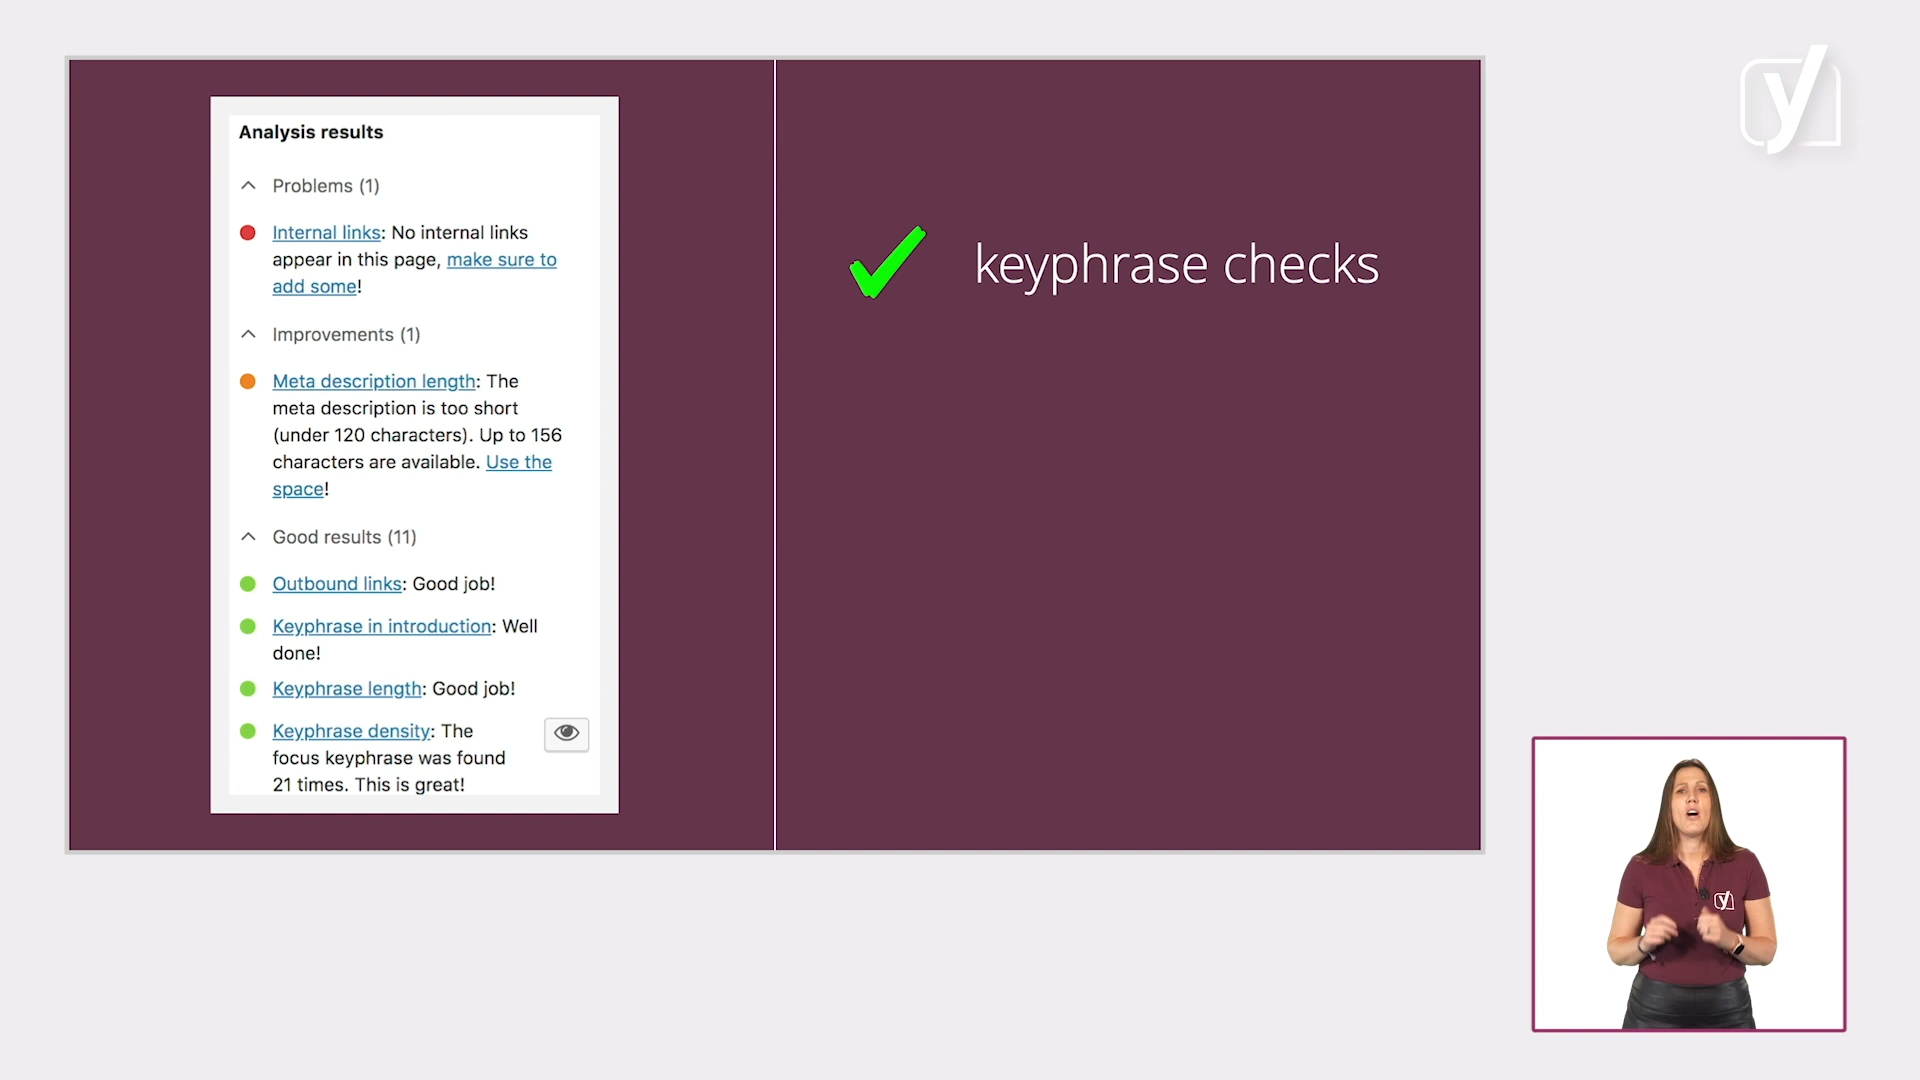 Analysis results
Problems (1)
Internal links: No internal links
appear in this page, make sure to
add some!
Improvements (1)
Meta description length: The
meta description is too short
(under 120 characters). Up to 156
characters are available. Use the
space!
Good results (11)
Outbound links: Good job!
Keyphrase in introduction: Well
done!
Keyphrase length: Good job!
Keyphrase density: The
focus keyphrase was found
21 times. This is great!
keyphrase checks
y
y